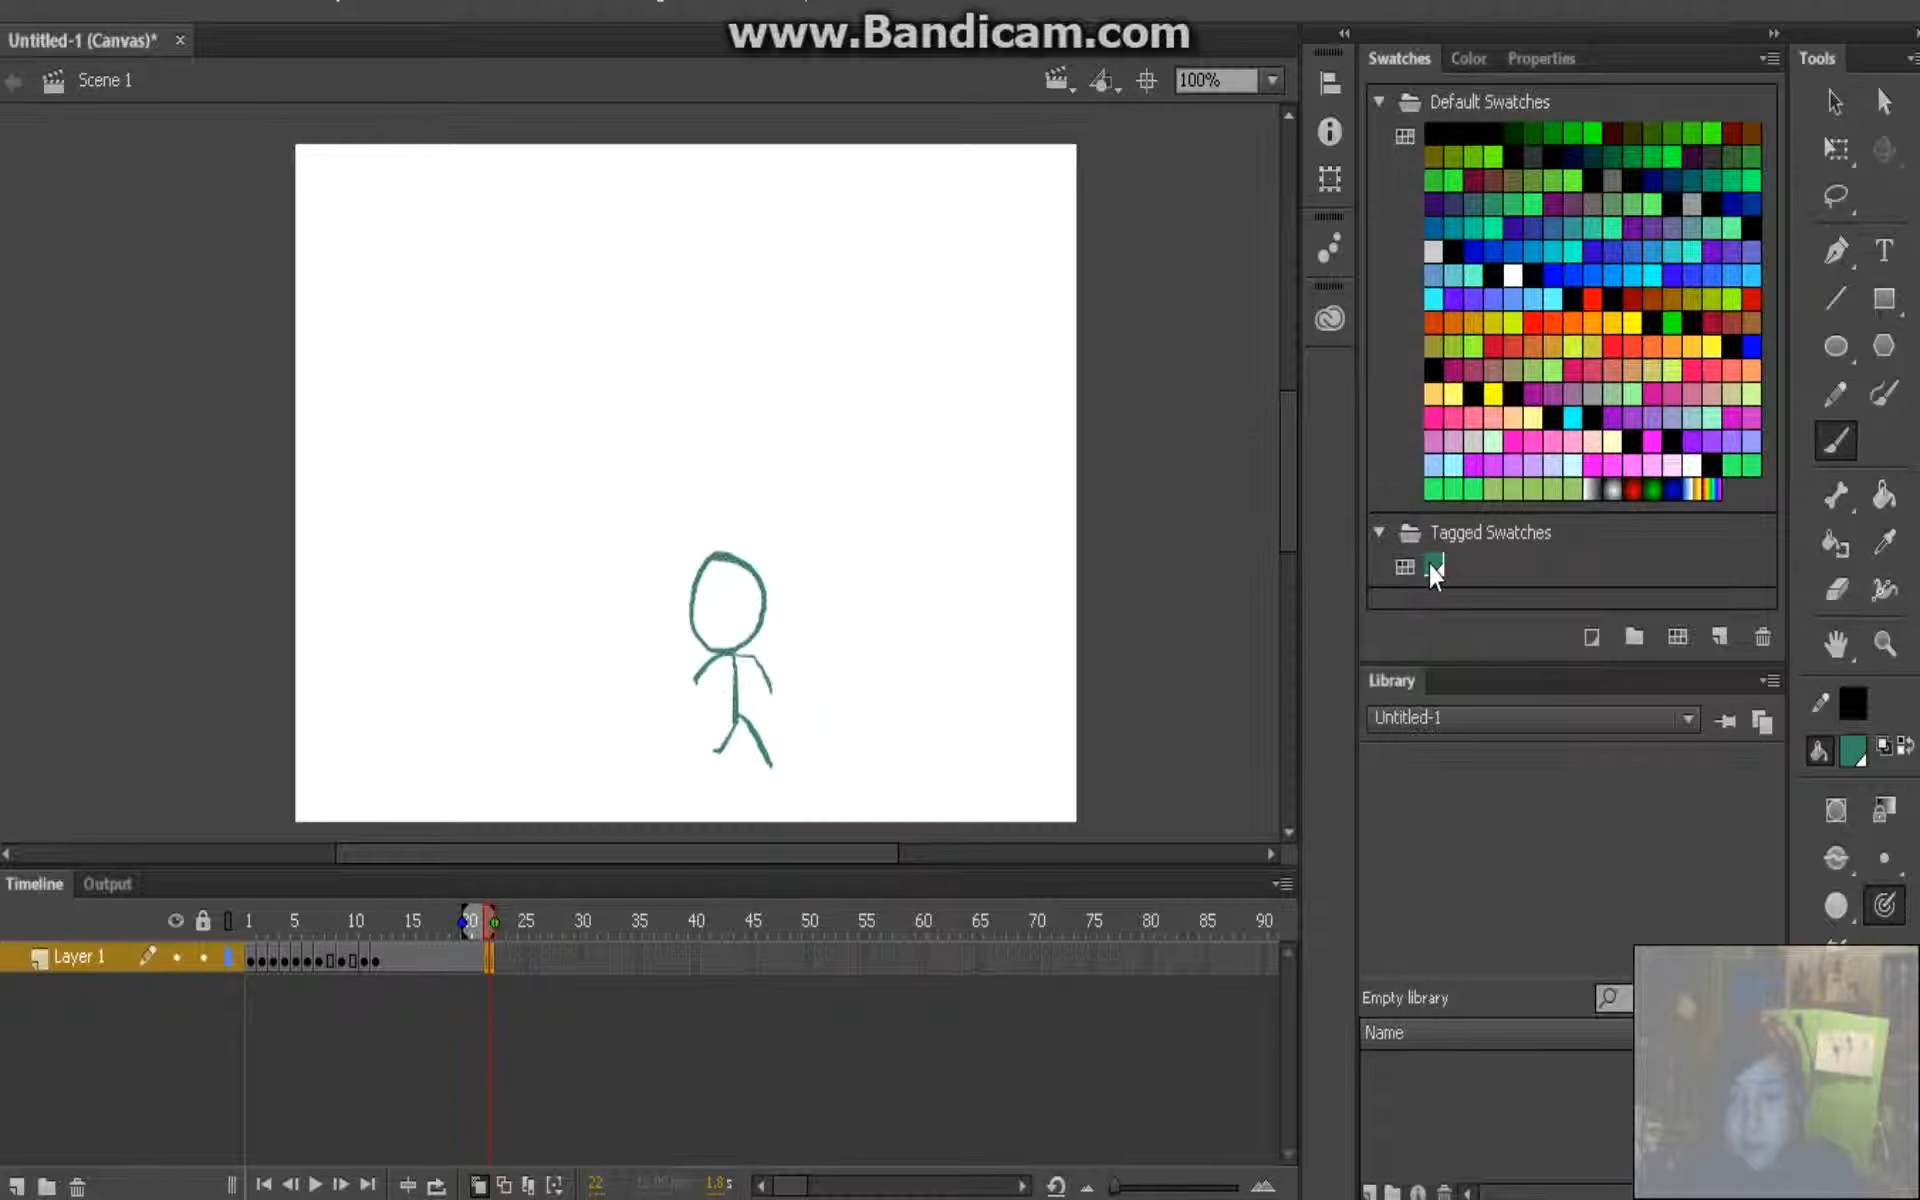 www.Bandicam.com
Untitled-1 (Canvas)* ×
Scene 1
100%
Swatches Color Properties
Tools
Default Swatches
Tagged Swatches
Library
Untitled-1
Empty library
Name
Timeline Output
1 5 10 15 20 25 30 35 40 45 50 55 60 65 70 75 80 85 90
Layer 1
22 1.8s